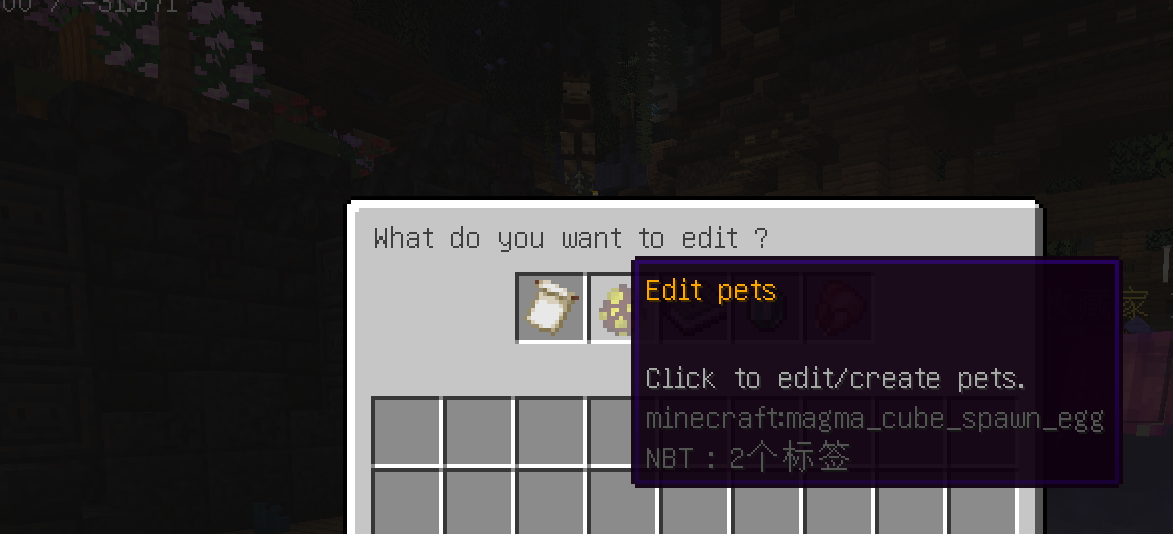 What do you want to edit ?
Edit pets
Click to edit/create pets.
minecraft:magma_cube_spawn_egg
NBT : 2个标签
家